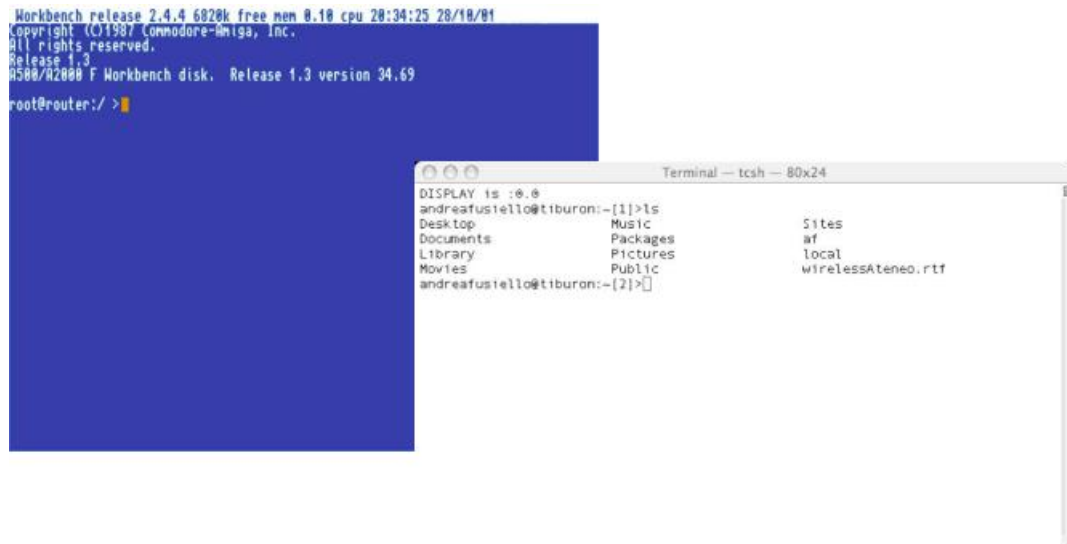 Workbench release 2.4.4 6820k free mem 0.10 cpu 20:34:25 28/10/01
Copyright (C)1987 Commodore-Amiga, Inc.
All rights reserved.
Release 1.3
A500/A2000 F Workbench disk. Release 1.3 version 34.69
root@router:/ >
Terminal — tcsh — 80x24
DISPLAY is :0.0
andreafusiello@tiburon:~[1]>ls
Desktop Music Sites
Documents Packages af
Library Pictures local
Movies Public wirelessAteneo.rtf
andreafusiello@tiburon:~[2]>